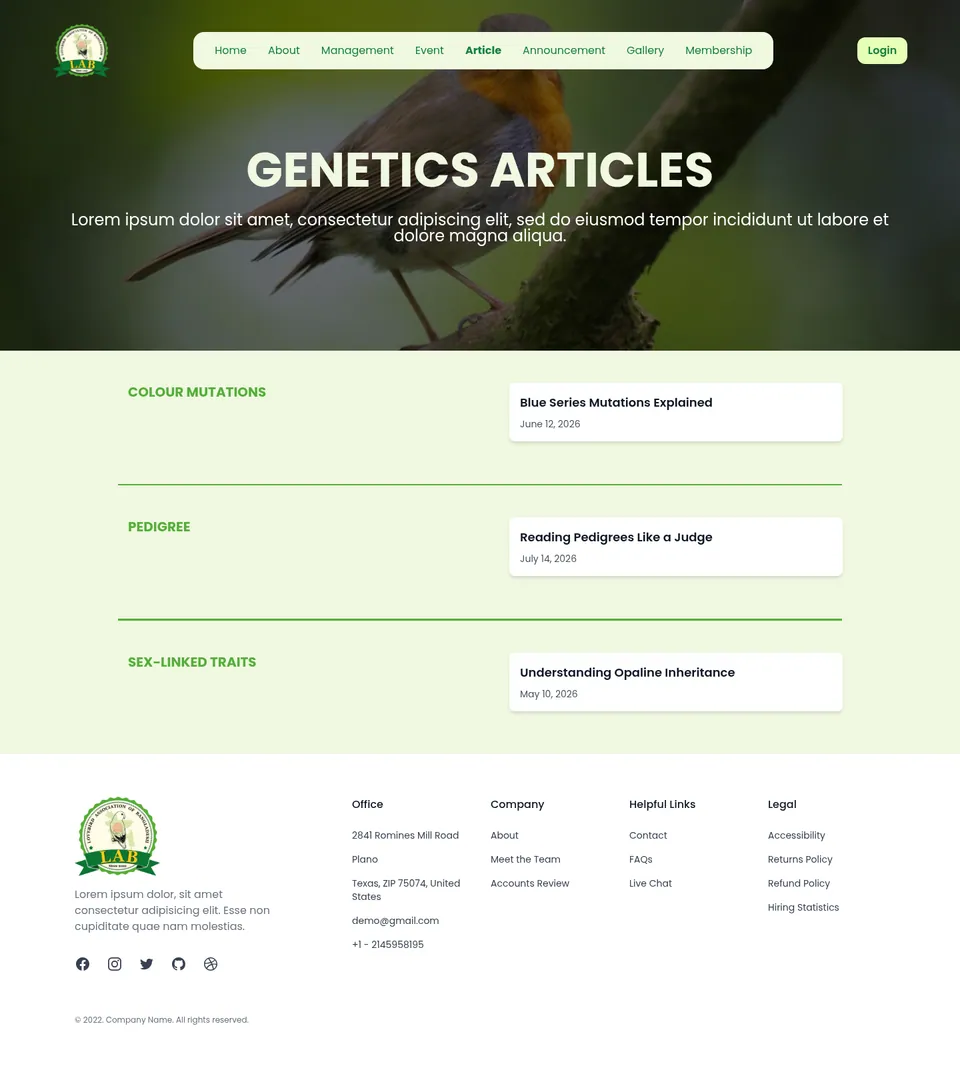 LAB
Home About Management Event Article Announcement Gallery Membership
Login
GENETICS ARTICLES
Lorem ipsum dolor sit amet, consectetur adipiscing elit, sed do eiusmod tempor incididunt ut labore et
dolore magna aliqua.
COLOUR MUTATIONS
Blue Series Mutations Explained
June 12, 2026
PEDIGREE
Reading Pedigrees Like a Judge
July 14, 2026
SEX-LINKED TRAITS
Understanding Opaline Inheritance
May 10, 2026
LOVEBIRD ASSOCIATION OF BANGLADESH
LAB
Lorem ipsum dolor, sit amet
consectetur adipisicing elit. Esse non
cupiditate quae nam molestias.
© 2022. Company Name. All rights reserved.
Office
2841 Romines Mill Road
Plano
Texas, ZIP 75074, United
States
demo@gmail.com
+1 - 2145958195
Company
About
Meet the Team
Accounts Review
Helpful Links
Contact
FAQs
Live Chat
Legal
Accessibility
Returns Policy
Refund Policy
Hiring Statistics